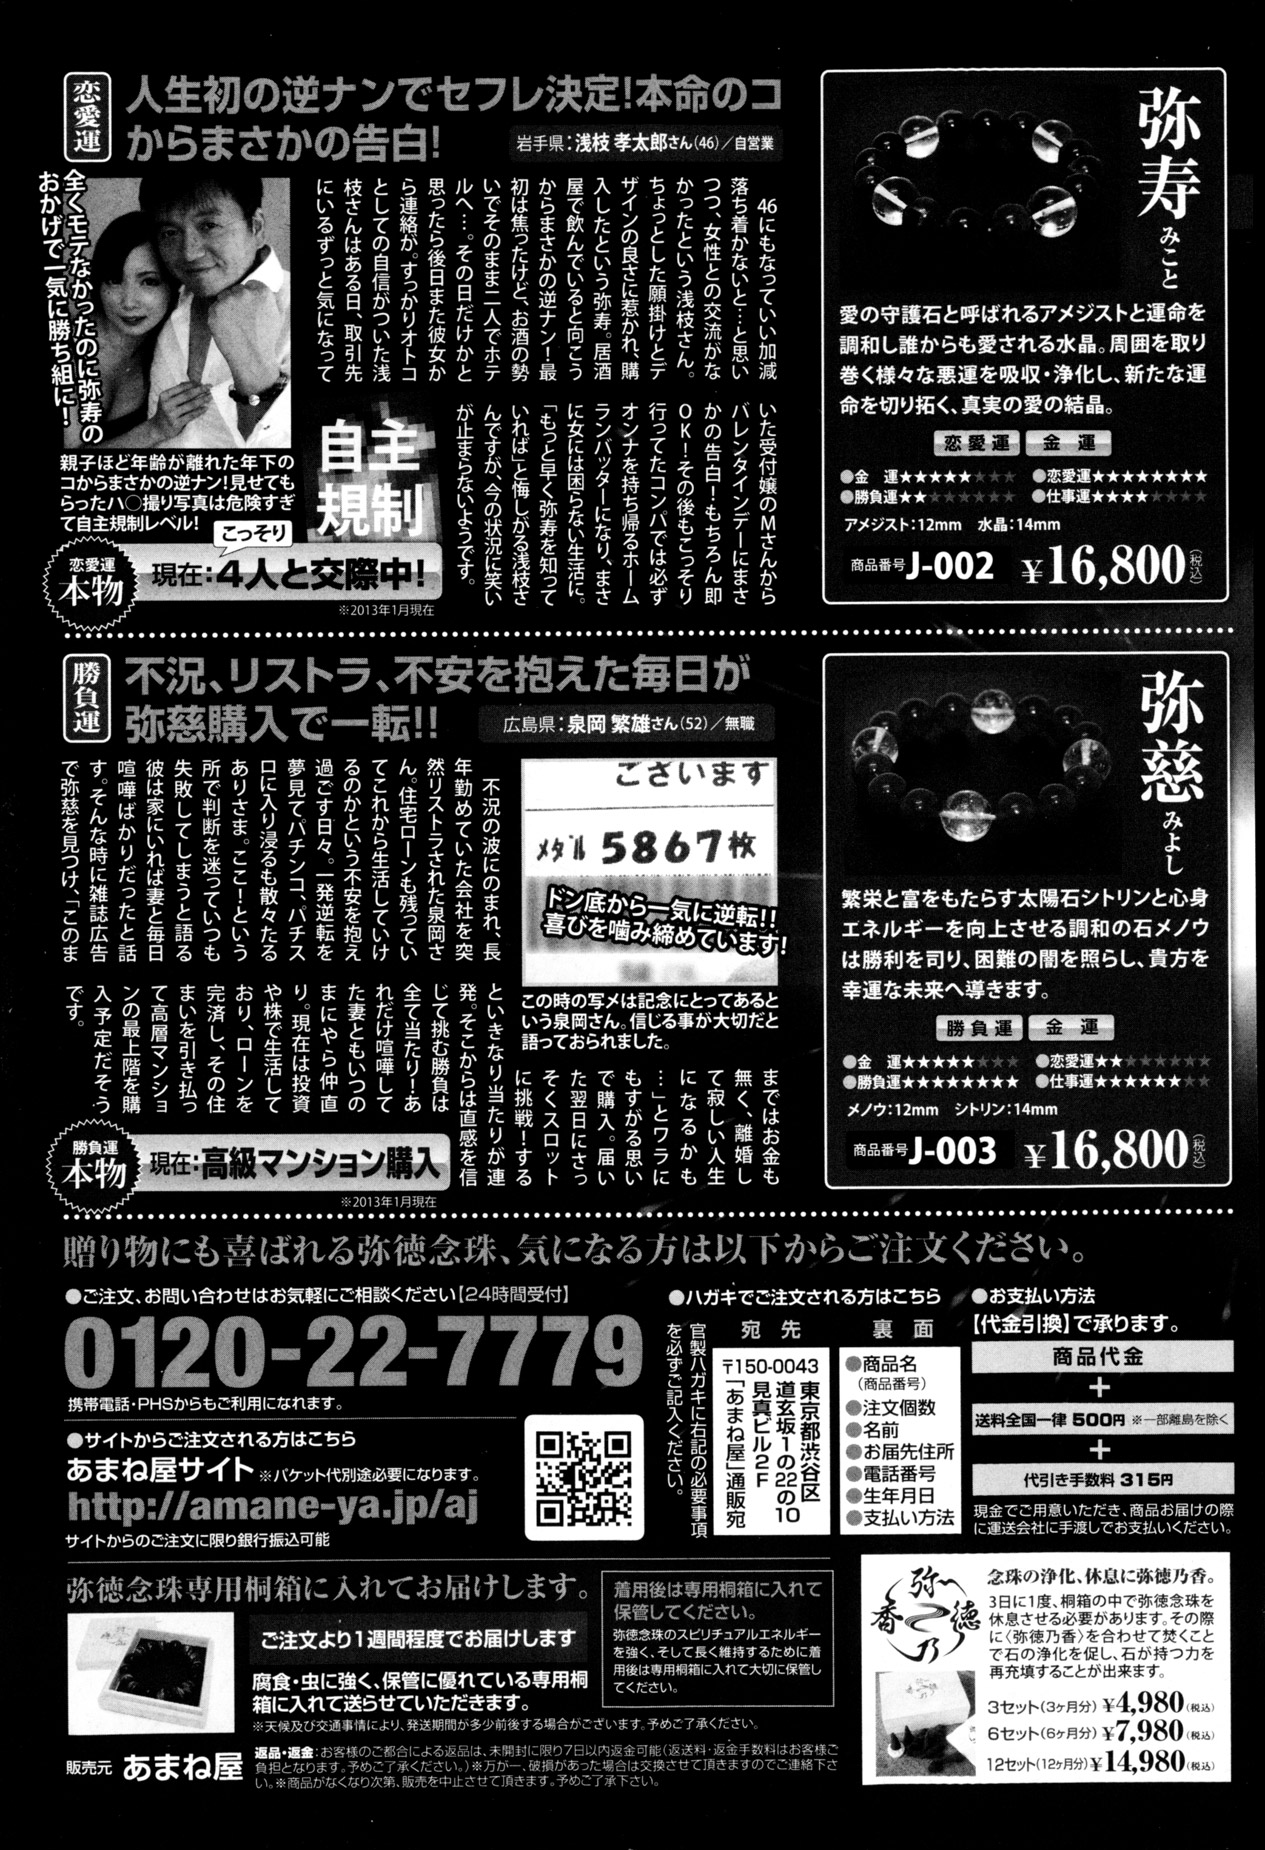 恋愛運
人生初の逆ナンでセフレ決定!本命のコ
からまさかの告白!
岩手県:浅枝 孝太郎さん(46)/自営業
全くモテなかったのに弥寿の
おかげで一気に勝ち組に!
親子ほど年齢が離れた年下の
コからまさかの逆ナン!見せても
らったハ○撮り写真は危険すぎ
て自主規制レベル!
46にもなっていい加減
落ち着かないと…と思い
つつ、女性との交流がな
かったという浅枝さん。
ちょっとした願掛けとデ
ザインの良さに惹かれ、購
入したという弥寿。居酒
屋で飲んでいると向こう
からまさかの逆ナン!最
初は焦ったけど、お酒の勢
いでそのまま二人でホテ
ルへ…。その日だけかと
思ったら後日また彼女か
ら連絡が。すっかりオトコ
としての自信がついた浅
枝さんはある日、取引先
にいるずっと気になって
いた受付嬢のMさんから
バレンタインデーにまさ
かの告白!もちろん即
OK!その後もこっそり
行ってたコンパでは必ず
オンナを持ち帰るホーム
ランバッターになり、まさ
に女には困らない生活に。
「もっと早く弥寿を知って
いれば」と悔しがる浅枝さ
んですが、今の状況に笑い
が止まらないようです。
自主
規制
恋愛運
本物
こっそり
現在:4人と交際中!
※2013年1月現在
弥寿
みこと
愛の守護石と呼ばれるアメジストと運命を
調和し誰からも愛される水晶。周囲を取り
巻く様々な悪運を吸収・浄化し、新たな運
命を切り拓く、真実の愛の結晶。
恋愛運 金 運
●金 運★★★★★★★★ ●恋愛運★★★★★★★★
●勝負運★★★★★★★★ ●仕事運★★★★★★★★
アメジスト:12mm 水晶:14mm
商品番号J-002 ¥16,800(税込)
勝負運
不況、リストラ、不安を抱えた毎日が
弥慈購入で一転!!
広島県:泉岡 繁雄さん(52)/無職
不況の波にのまれ、長
年勤めていた会社を突
然リストラされた泉岡さ
ん。住宅ローンも残ってい
てこれから生活していけ
るのかという不安を抱え
過ごす日々。一発逆転を
夢見てパチンコ、パチス
ロに入り浸るも散々たる
ありさま。ここ!という
所で判断を迷っていつも
失敗してしまうと語る
彼は家にいれば妻と毎日
喧嘩ばかりだったと話
す。そんな時に雑誌広告
で弥慈を見つけ、「このま
まではお金も
無く、離婚し
て寂しい人生
になるかも
…」とワラに
もすがる思い
で購入。届い
た翌日にさっ
そくスロット
に挑戦!する
といきなり当たりが連
発。そこからは直感を信
じて挑む勝負は
全て当たり!あ
れだけ喧嘩して
た妻ともいつの
まにやら仲直
り。現在は投資
や株で生活して
おり、ローンを
完済し、その住
まいを引き払っ
て高層マンショ
ンの最上階を購
入予定だそう
です。
ございます
メダル 5867枚
ドン底から一気に逆転!!
喜びを噛み締めています!
この時の写メは記念にとってあると
いう泉岡さん。信じる事が大切だと
語っておられました。
勝負運
本物
現在:高級マンション購入
※2013年1月現在
弥慈
みよし
繁栄と富をもたらす太陽石シトリンと心身
エネルギーを向上させる調和の石メノウ
は勝利を司り、困難の闇を照らし、貴方を
幸運な未来へ導きます。
勝負運 金 運
●金 運★★★★★★★★ ●恋愛運★★★★★★★★
●勝負運★★★★★★★★ ●仕事運★★★★★★★★
メノウ:12mm シトリン:14mm
商品番号J-003 ¥16,800(税込)
贈り物にも喜ばれる弥徳念珠、気になる方は以下からご注文ください。
●ご注文、お問い合わせはお気軽にご相談ください【24時間受付】
0120-22-7779
携帯電話・PHSからもご利用になれます。
●サイトからご注文される方はこちら
あまね屋サイト ※パケット代別途必要になります。
http://amane-ya.jp/aj
サイトからのご注文に限り銀行振込可能
●ハガキでご注文される方はこちら
官製ハガキに右記の必要事項
を必ずご記入ください。
宛 先
〒150-0043
東京都渋谷区
道玄坂1の22の10
見真ビル2F
「あまね屋」通販宛
裏 面
●商品名
(商品番号)
●注文個数
●名前
●お届先住所
●電話番号
●生年月日
●支払い方法
●お支払い方法
【代金引換】で承ります。
商品代金
+
送料全国一律 500円 ※一部離島を除く
+
代引き手数料 315円
現金でご用意いただき、商品お届けの際
に運送会社に手渡してお支払いください。
弥徳念珠専用桐箱に入れてお届けします。
ご注文より1週間程度でお届けします
腐食・虫に強く、保管に優れている専用桐
箱に入れて送らせていただきます。
※天候及び交通事情により、発送期間が多少前後する場合がございます。予めご了承ください。
着用後は専用桐箱に入れて
保管してください。
弥徳念珠のスピリチュアルエネルギー
を強く、そして長く維持するために着
用後は専用桐箱に入れて大切に保管し
てください。
販売元 あまね屋
返品・返金:お客様のご都合による返品は、未開封に限り7日以内返金可能(返送料・返金手数料はお客様ご
負担となります。予めご了承ください。)※万が一、破損があった場合は交換させて頂きますのでご連絡下さ
い。※商品がなくなり次第、販売を中止させて頂きます。予めご了承下さい。
弥徳乃香
念珠の浄化、休息に弥徳乃香。
3日に1度、桐箱の中で弥徳念珠を
休息させる必要があります。その際
に〈弥徳乃香〉を合わせて焚くこと
で石の浄化を促し、石が持つ力を
再充填することが出来ます。
3セット(3ヶ月分) ¥4,980(税込)
6セット(6ヶ月分) ¥7,980(税込)
12セット(12ヶ月分) ¥14,980(税込)